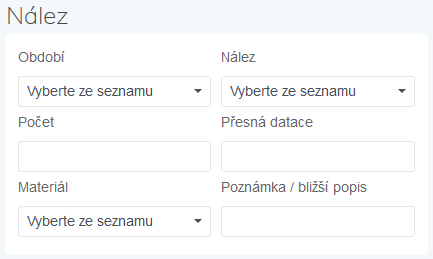 Nález
Období Nález
Vyberte ze seznamu Vyberte ze seznamu
Počet Přesná datace
Materiál Poznámka / bližší popis
Vyberte ze seznamu